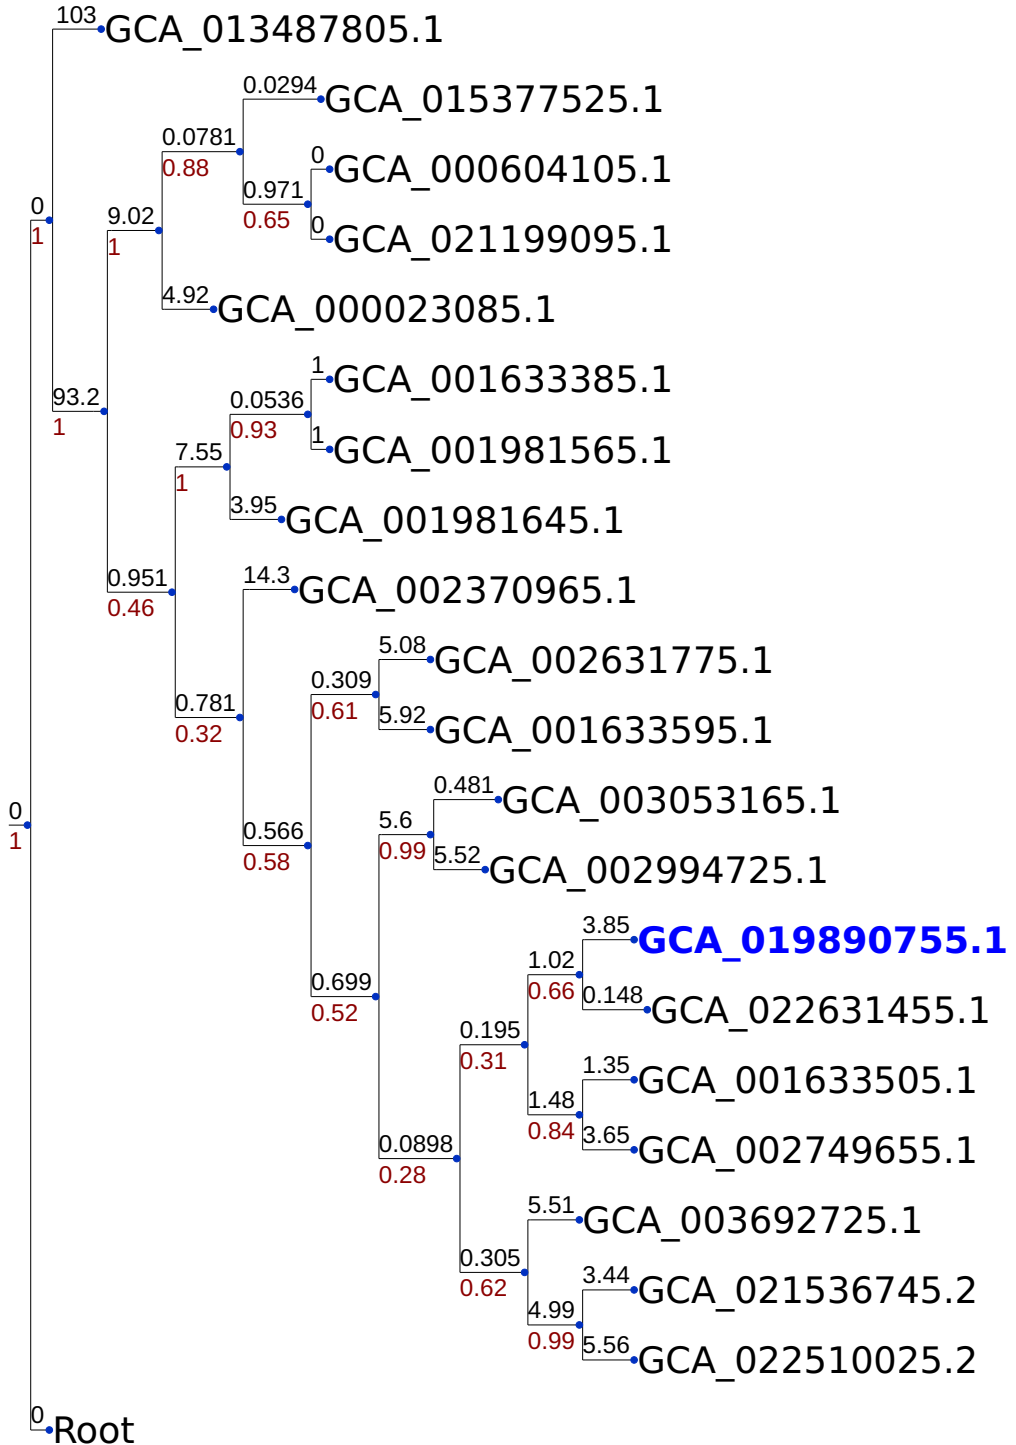 103
GCA_013487805.1
0.0294
GCA_015377525.1
0.0781
0.88
0
GCA_000604105.1
0.971
0.65
0
GCA_021199095.1
0
1
9.02
1
4.92
GCA_000023085.1
1
GCA_001633385.1
93.2
1
0.0536
0.93
1
GCA_001981565.1
7.55
1
3.95
GCA_001981645.1
0.951
0.46
14.3
GCA_002370965.1
5.08
GCA_002631775.1
0.309
0.61
0.781
0.32
5.92
GCA_001633595.1
0.481
GCA_003053165.1
0
1
5.6
0.99
0.566
0.58
5.52
GCA_002994725.1
3.85
GCA_019890755.1
1.02
0.66
0.699
0.52
0.148
GCA_022631455.1
0.195
0.31
1.35
GCA_001633505.1
1.48
0.84
0.0898
0.28
3.65
GCA_002749655.1
5.51
GCA_003692725.1
0.305
0.62
3.44
GCA_021536745.2
4.99
0.99
5.56
GCA_022510025.2
0
Root